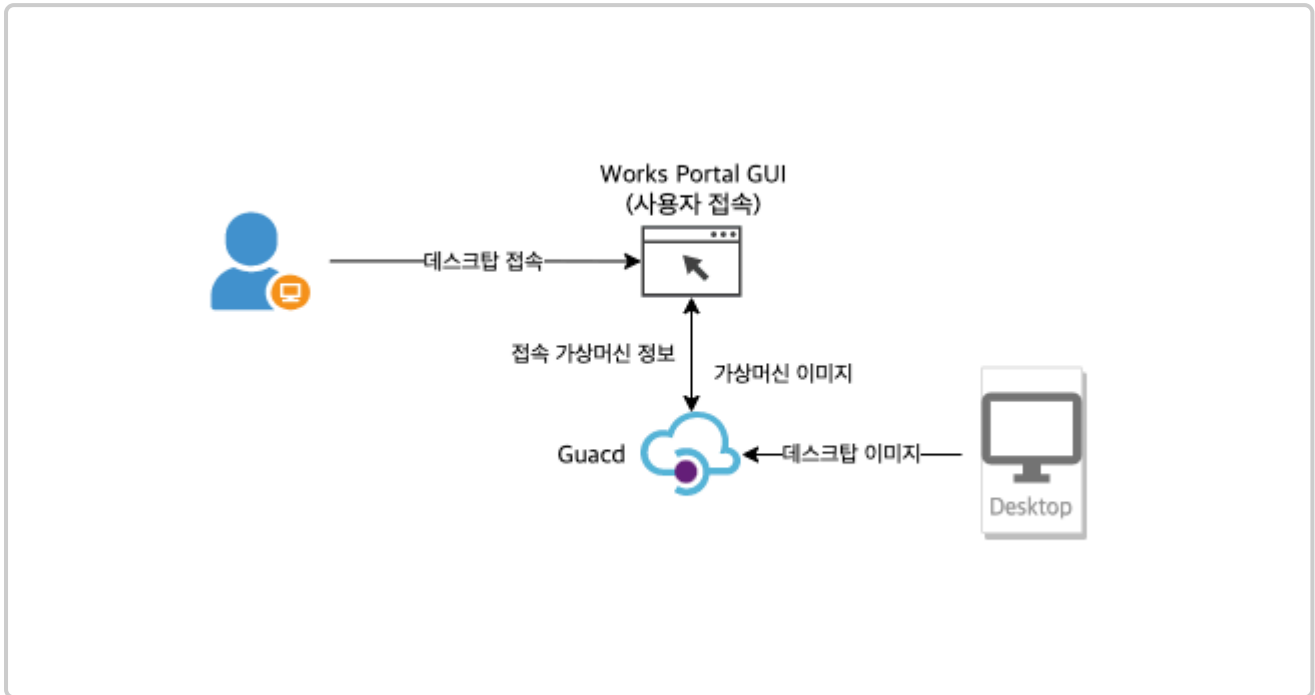 Works Portal GUI
(사용자 접속)
데스크탑 접속
접속 가상머신 정보
가상머신 이미지
Guacd
데스크탑 이미지
Desktop